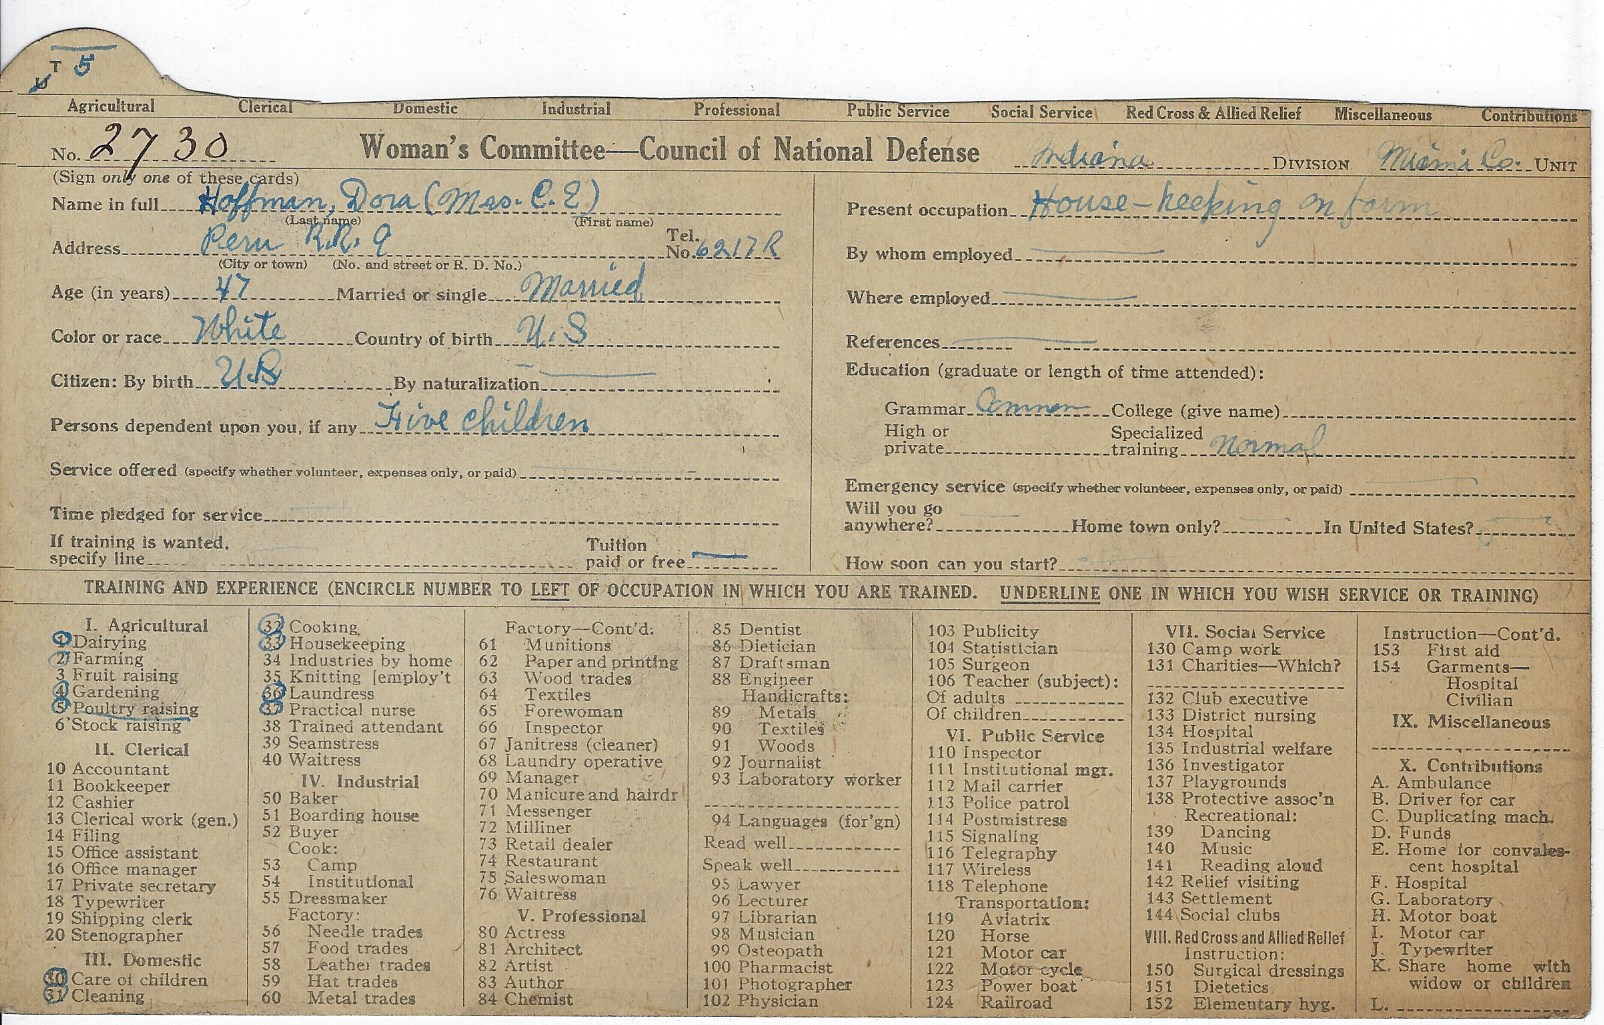 T 5
Agricultural Clerical Domestic Industrial Professional Public Service Social Service Red Cross & Allied Relief Miscellaneous Contributions
No. 2730 Woman's Committee—Council of National Defense Indiana DIVISION Miami Co. UNIT
(Sign only one of these cards)
Name in full Hoffman, Dora (Mrs. C. E.)
(Last name) (First name)
Address Peru R.R. 9 Tel. No. 6217R
(City or town) (No. and street or R. D. No.)
Age (in years) 47 Married or single Married
Color or race White Country of birth U.S
Citizen: By birth U.S By naturalization
Persons dependent upon you, if any Five children
Service offered (specify whether volunteer, expenses only, or paid)
Time pledged for service
If training is wanted, specify line Tuition paid or free
Present occupation House-keeping on farm
By whom employed
Where employed
References
Education (graduate or length of time attended):
Grammar Common College (give name)
High or private Specialized training normal
Emergency service (specify whether volunteer, expenses only, or paid)
Will you go anywhere? Home town only? In United States?
How soon can you start?
TRAINING AND EXPERIENCE (ENCIRCLE NUMBER TO LEFT OF OCCUPATION IN WHICH YOU ARE TRAINED. UNDERLINE ONE IN WHICH YOU WISH SERVICE OR TRAINING)
I. Agricultural
1 Dairying
2 Farming
3 Fruit raising
4 Gardening
5 Poultry raising
6 Stock raising
II. Clerical
10 Accountant
11 Bookkeeper
12 Cashier
13 Clerical work (gen.)
14 Filing
15 Office assistant
16 Office manager
17 Private secretary
18 Typewriter
19 Shipping clerk
20 Stenographer
III. Domestic
30 Care of children
31 Cleaning
32 Cooking
33 Housekeeping
34 Industries by home
35 Knitting [employ't
36 Laundress
37 Practical nurse
38 Trained attendant
39 Seamstress
40 Waitress
IV. Industrial
50 Baker
51 Boarding house
52 Buyer
Cook:
53 Camp
54 Institutional
55 Dressmaker
Factory:
56 Needle trades
57 Food trades
58 Leather trades
59 Hat trades
60 Metal trades
Factory—Cont'd:
61 Munitions
62 Paper and printing
63 Wood trades
64 Textiles
65 Forewoman
66 Inspector
67 Janitress (cleaner)
68 Laundry operative
69 Manager
70 Manicure and hairdr
71 Messenger
72 Milliner
73 Retail dealer
74 Restaurant
75 Saleswoman
76 Waitress
V. Professional
80 Actress
81 Architect
82 Artist
83 Author
84 Chemist
85 Dentist
86 Dietician
87 Draftsman
88 Engineer
Handicrafts:
89 Metals
90 Textiles
91 Woods
92 Journalist
93 Laboratory worker
94 Languages (for'gn)
Read well
Speak well
95 Lawyer
96 Lecturer
97 Librarian
98 Musician
99 Osteopath
100 Pharmacist
101 Photographer
102 Physician
103 Publicity
104 Statistician
105 Surgeon
106 Teacher (subject):
Of adults
Of children
VI. Public Service
110 Inspector
111 Institutional mgr.
112 Mail carrier
113 Police patrol
114 Postmistress
115 Signaling
116 Telegraphy
117 Wireless
118 Telephone
Transportation:
119 Aviatrix
120 Horse
121 Motor car
122 Motor cycle
123 Power boat
124 Railroad
VII. Social Service
130 Camp work
131 Charities—Which?
132 Club executive
133 District nursing
134 Hospital
135 Industrial welfare
136 Investigator
137 Playgrounds
138 Protective assoc'n
Recreational:
139 Dancing
140 Music
141 Reading aloud
142 Relief visiting
143 Settlement
144 Social clubs
VIII. Red Cross and Allied Relief
Instruction:
150 Surgical dressings
151 Dietetics
152 Elementary hyg.
Instruction—Cont'd.
153 First aid
154 Garments—
Hospital
Civilian
IX. Miscellaneous
X. Contributions
A. Ambulance
B. Driver for car
C. Duplicating mach.
D. Funds
E. Home for convales-
cent hospital
F. Hospital
G. Laboratory
H. Motor boat
I. Motor car
J. Typewriter
K. Share home with
widow or children
L.